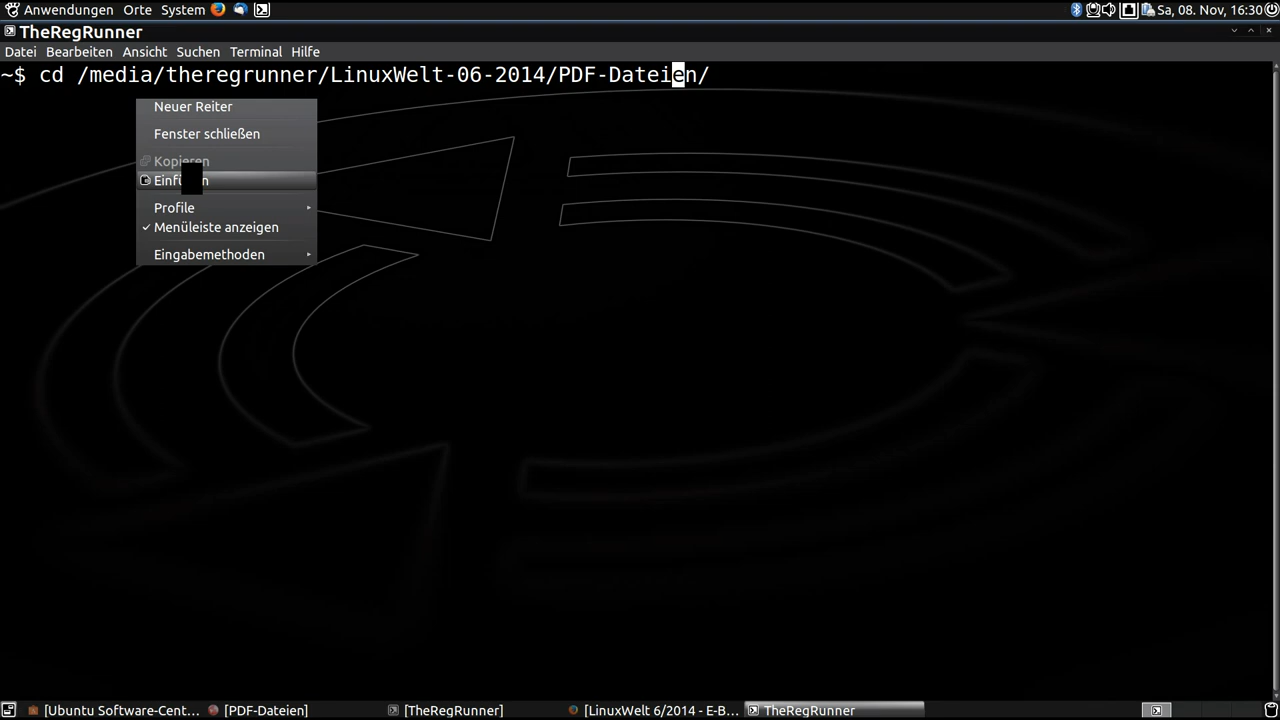 Anwendungen Orte System Sa, 08. Nov, 16:30
TheRegRunner
Datei Bearbeiten Ansicht Suchen Terminal Hilfe
~$ cd /media/theregrunner/LinuxWelt-06-2014/PDF-Dateien/
Neuer Reiter
Fenster schließen
Kopieren
Profile
Menüleiste anzeigen
Eingabemethoden
[Ubuntu Software-Cent... [PDF-Dateien] [TheRegRunner] [LinuxWelt 6/2014 - E-B... TheRegRunner